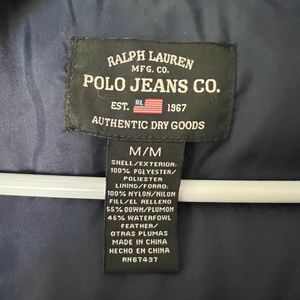 RALPH LAUREN
MFG. CO.
POLO JEANS CO.
EST. RL 1967
AUTHENTIC DRY GOODS
M/M
SHELL/EXTERIOR:
100% POLYESTER/
POLIESTER
LINING/FORRO:
100% NYLON/NILON
FILL/EL RELLENO
55% DOWN/PLUMON
45% WATERFOWL
FEATHER/
OTRAS PLUMAS
MADE IN CHINA
HECHO EN CHINA
RN67437